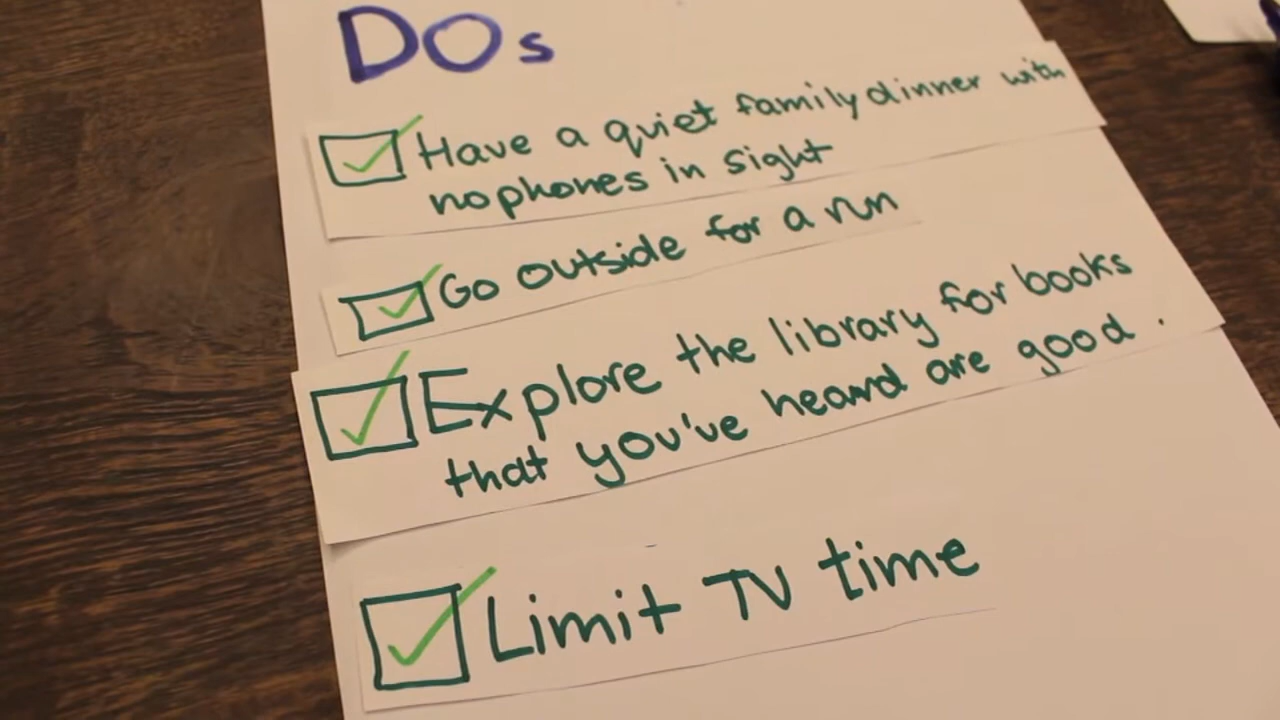 DOs
Have a quiet family dinner with
no phones in sight
Go outside for a run
Explore the library for books
that you've heard are good.
Limit TV time